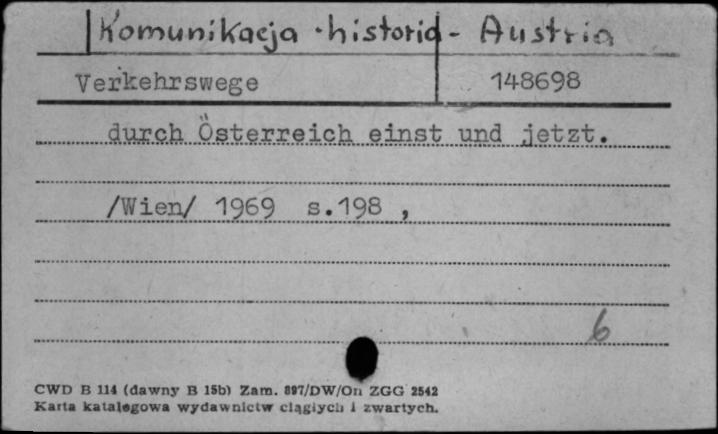 Komunikacja - historia - Austria
Verkehrswege 148698
durch Österreich einst und jetzt.
/Wien/ 1969 s.198 ,
6
CWD B 114 (dawny B 15b) Zam. 897/DW/On ZGG 2542
Karta katalogowa wydawnictw ciągłych i zwartych.